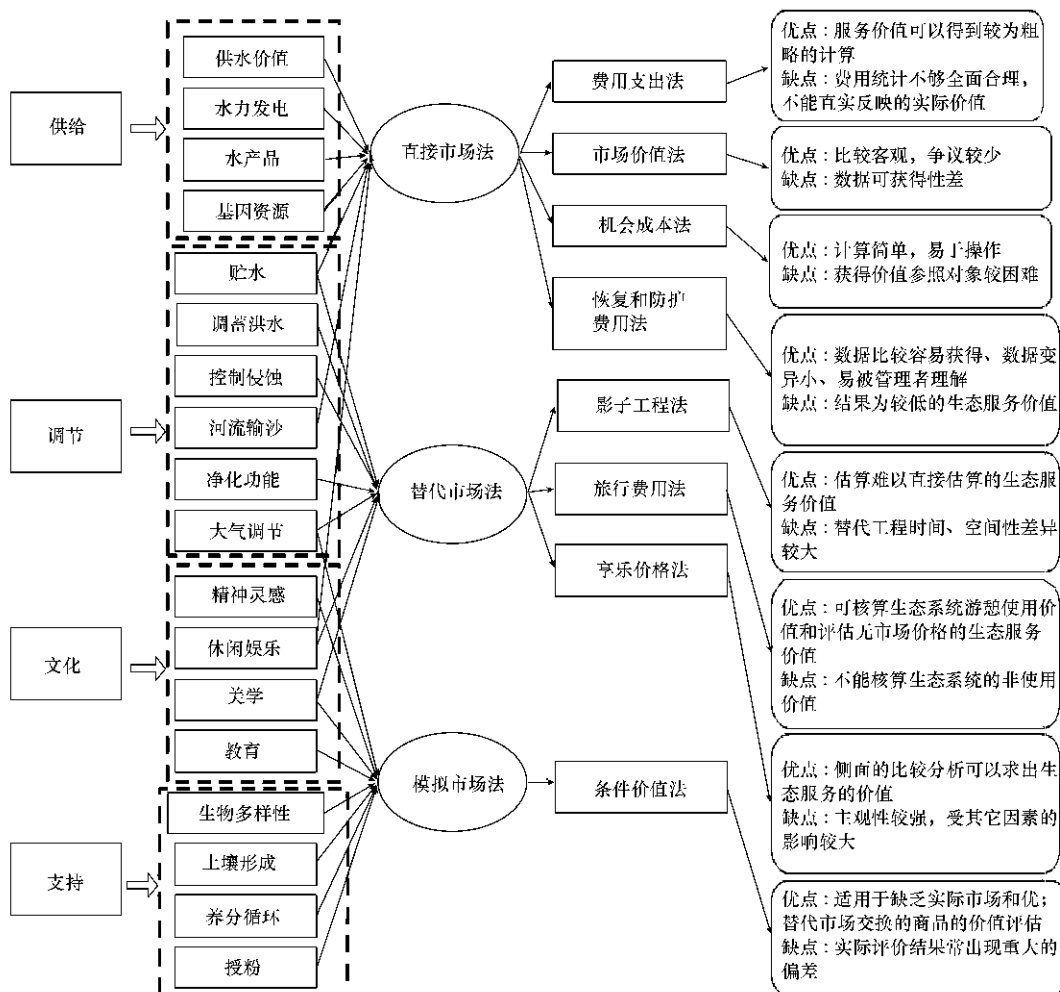 供给
调节
文化
支持
供水价值
水力发电
水产品
基因资源
贮水
调蓄洪水
控制侵蚀
河流输沙
净化功能
大气调节
精神灵感
休闲娱乐
美学
教育
生物多样性
土壤形成
养分循环
授粉
直接市场法
替代市场法
模拟市场法
费用支出法
市场价值法
机会成本法
恢复和防护
费用法
影子工程法
旅行费用法
享乐价格法
条件价值法
优点：服务价值可以得到较为粗
略的计算
缺点：费用统计不够全面合理，
不能真实反映的实际价值
优点：比较客观，争议较少
缺点：数据可获得性差
优点：计算简单，易于操作
缺点：获得价值参照对象较困难
优点：数据比较容易获得、数据变
异小、易被管理者理解
缺点：结果为较低的生态服务价值
优点：估算难以直接估算的生态服
务价值
缺点：替代工程时间、空间性差异
较大
优点：可核算生态系统游憩使用价
值和评估无市场价格的生态服务
价值
缺点：不能核算生态系统的非使用
价值
优点：侧面的比较分析可以求出生
态服务的价值
缺点：主观性较强，受其它因素的
影响较大
优点：适用于缺乏实际市场和优；
替代市场交换的商品的价值评估
缺点：实际评价结果常出现重大的
偏差